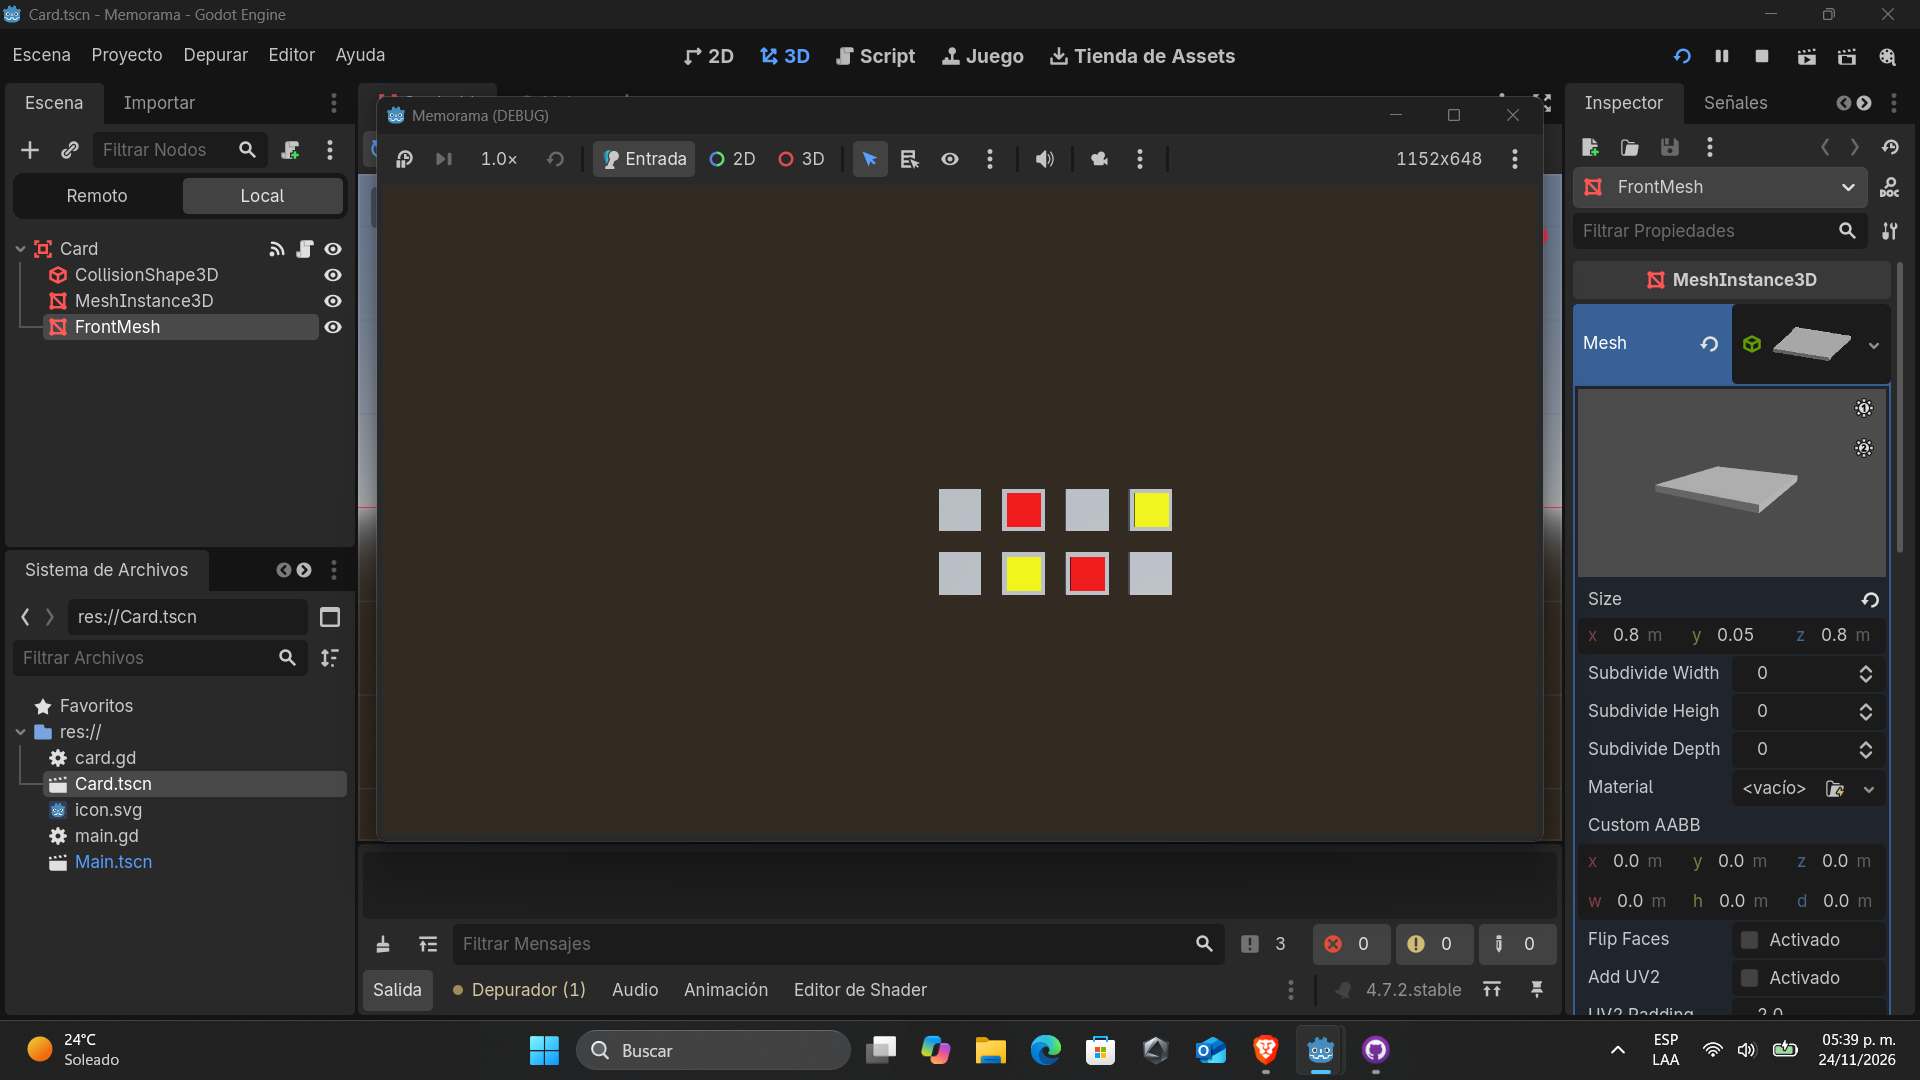 Card.tscn - Memorama - Godot Engine
Escena Proyecto Depurar Editor Ayuda
2D 3D Script Juego Tienda de Assets
Escena Importar
Filtrar Nodos
Remoto Local
Card
CollisionShape3D
MeshInstance3D
FrontMesh
Sistema de Archivos
res://Card.tscn
Filtrar Archivos
Favoritos
res://
card.gd
Card.tscn
icon.svg
main.gd
Main.tscn
Memorama (DEBUG)
1.0× Entrada 2D 3D 1152x648
Filtrar Mensajes 3 0 0 0
Salida Depurador (1) Audio Animación Editor de Shader 4.7.2.stable
Inspector Señales
FrontMesh
Filtrar Propiedades
MeshInstance3D
Mesh
Size
x 0.8 m y 0.05 z 0.8 m
Subdivide Width 0
Subdivide Heigh 0
Subdivide Depth 0
Material <vacío>
Custom AABB
x 0.0 m y 0.0 m z 0.0 m
w 0.0 m h 0.0 m d 0.0 m
Flip Faces Activado
Add UV2 Activado
UV2 Padding 2.0
24°C
Soleado
Buscar
ESP
LAA
05:39 p. m.
24/11/2026